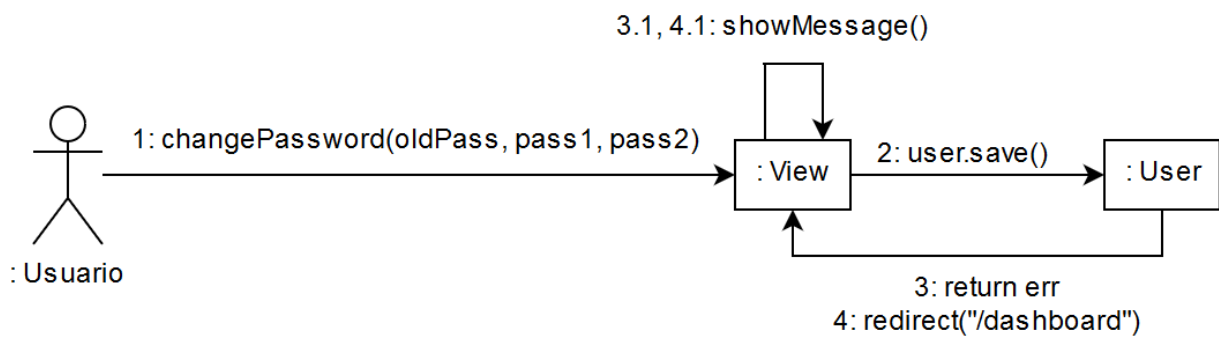 3.1, 4.1: showMessage()
1: changePassword(oldPass, pass1, pass2)
: View
2: user.save()
: User
: Usuario
3: return err
4: redirect("/dashboard")